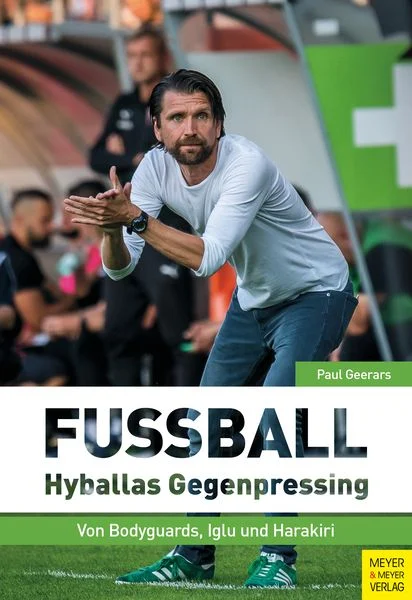 Paul Geerars
FUSSBALL
Hyballas Gegenpressing
Von Bodyguards, Iglu und Harakiri
MEYER
& MEYER
VERLAG